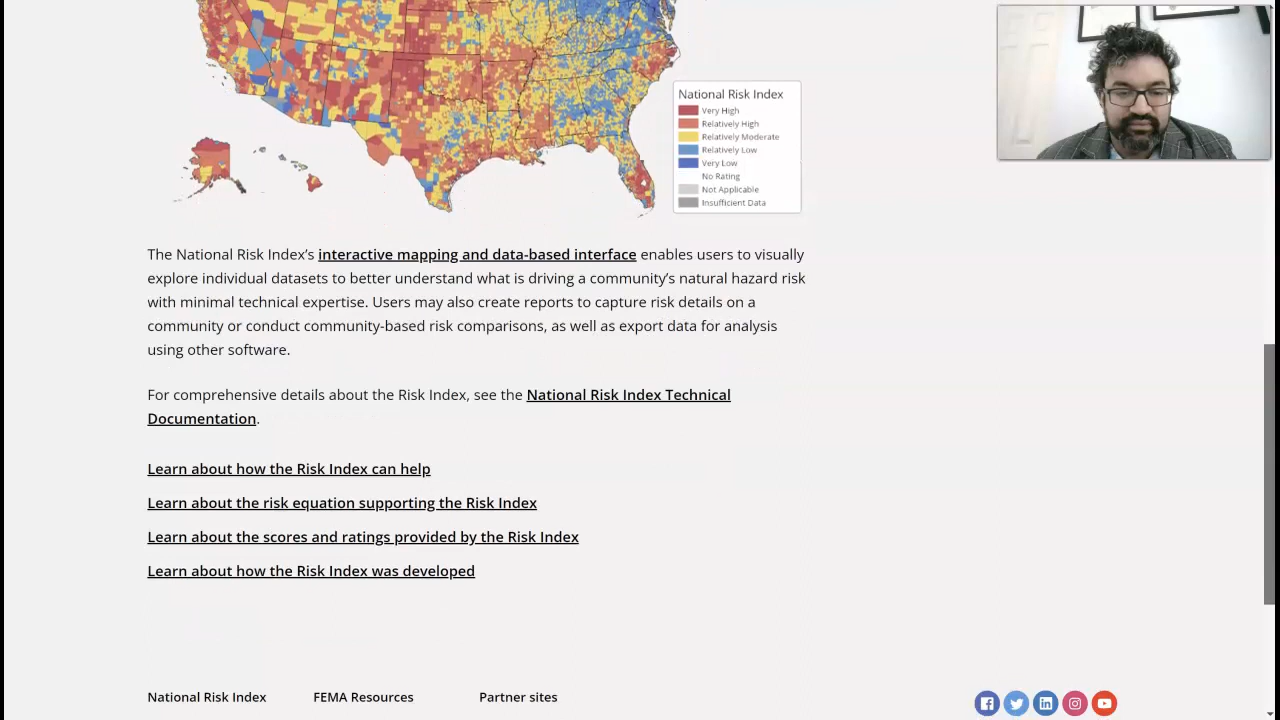 National Risk Index
Very High
Relatively High
Relatively Moderate
Relatively Low
Very Low
No Rating
Not Applicable
Insufficient Data
The National Risk Index’s interactive mapping and data-based interface enables users to visually
explore individual datasets to better understand what is driving a community’s natural hazard risk
with minimal technical expertise. Users may also create reports to capture risk details on a
community or conduct community-based risk comparisons, as well as export data for analysis
using other software.
For comprehensive details about the Risk Index, see the National Risk Index Technical
Documentation.
Learn about how the Risk Index can help
Learn about the risk equation supporting the Risk Index
Learn about the scores and ratings provided by the Risk Index
Learn about how the Risk Index was developed
National Risk Index FEMA Resources Partner sites